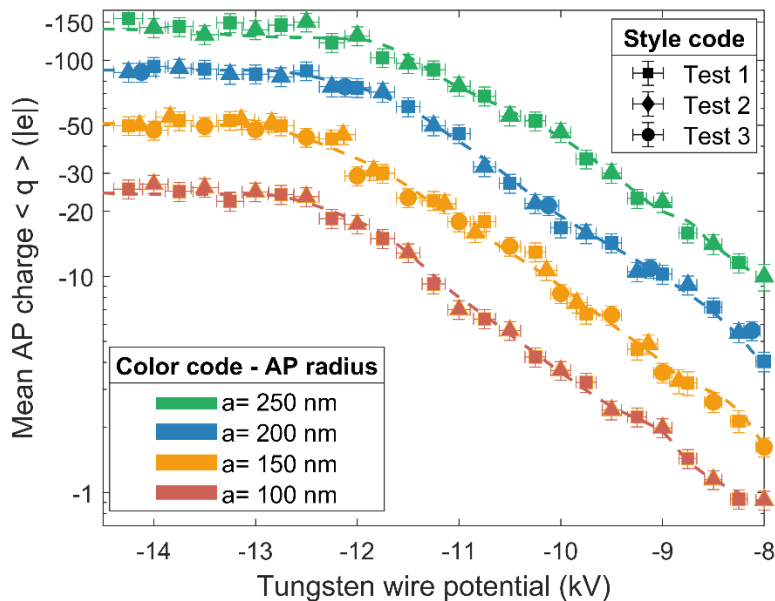 Mean AP charge < q > (|e|)
-150
-100
-50
-30
-20
-10
-1
Style code
Test 1
Test 2
Test 3
Color code - AP radius
a= 250 nm
a= 200 nm
a= 150 nm
a= 100 nm
-14 -13 -12 -11 -10 -9 -8
Tungsten wire potential (kV)